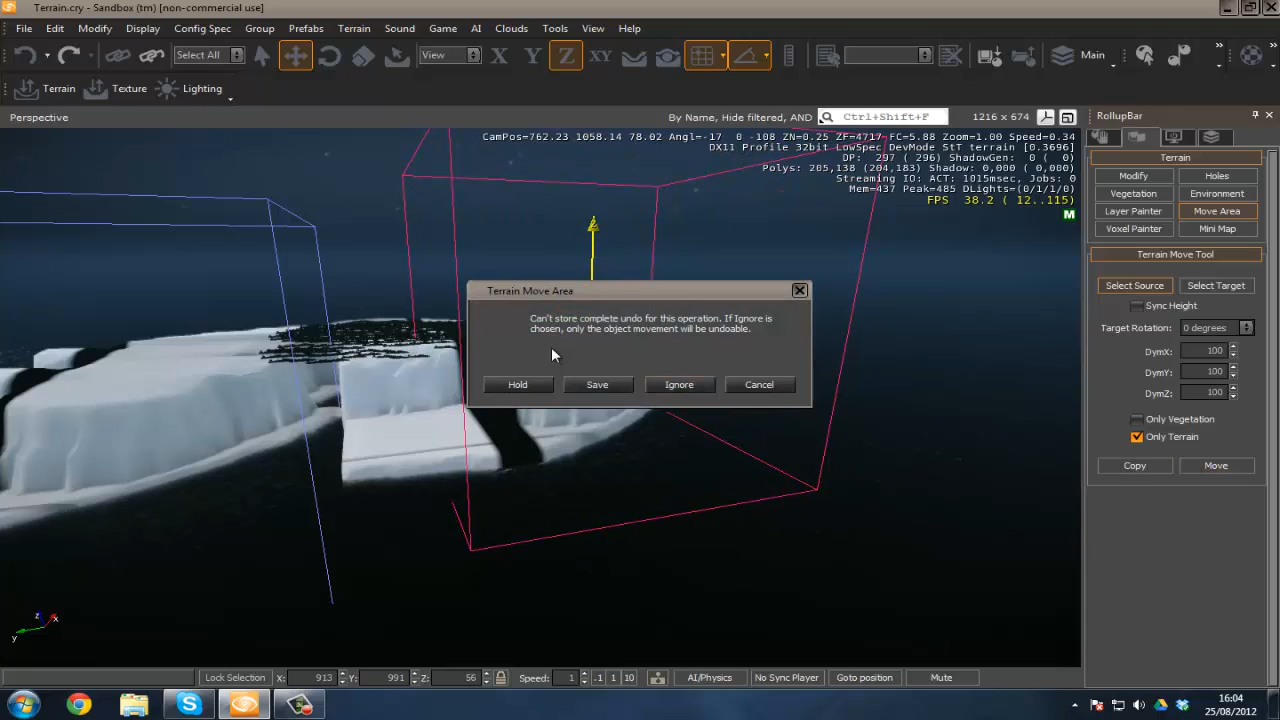 Terrain.cry - Sandbox (tm) [non-commercial use]
File Edit Modify Display Config Spec Group Prefabs Terrain Sound Game AI Clouds Tools View Help
Select All View X Y Z XY Main
Terrain Texture Lighting
Perspective By Name, Hide filtered, AND Ctrl+Shift+F 1216 x 674
CamPos=762.23 1058.14 78.02 Angl=-17 0 -108 ZN=0.25 ZF=4717 FC=5.88 Zoom=1.00 Speed=0.34
DX11 Profile 32bit LowSpec DevMode StT terrain [0.3696]
DP: 297 ( 296) ShadowGen: 0 ( 0)
Polys: 205,138 (204,183) Shadow: 0,000 ( 0,000)
Streaming IO: ACT: 1015msec, Jobs: 0
Mem=437 Peak=485 DLights=(0/1/1/0)
FPS 38.2 ( 12..115)
M
RollupBar
Terrain
Modify Holes
Vegetation Environment
Layer Painter Move Area
Voxel Painter Mini Map
Terrain Move Tool
Select Source Select Target
Sync Height
Target Rotation: 0 degrees
DymX: 100
DymY: 100
DymZ: 100
Only Vegetation
Only Terrain
Copy Move
Terrain Move Area
Can't store complete undo for this operation. If Ignore is
chosen, only the object movement will be undoable.
Hold Save Ignore Cancel
z x
y
Lock Selection X: 913 Y: 991 Z: 56 Speed: 1 .1 1 10 AI/Physics No Sync Player Goto position Mute
16:04
25/08/2012